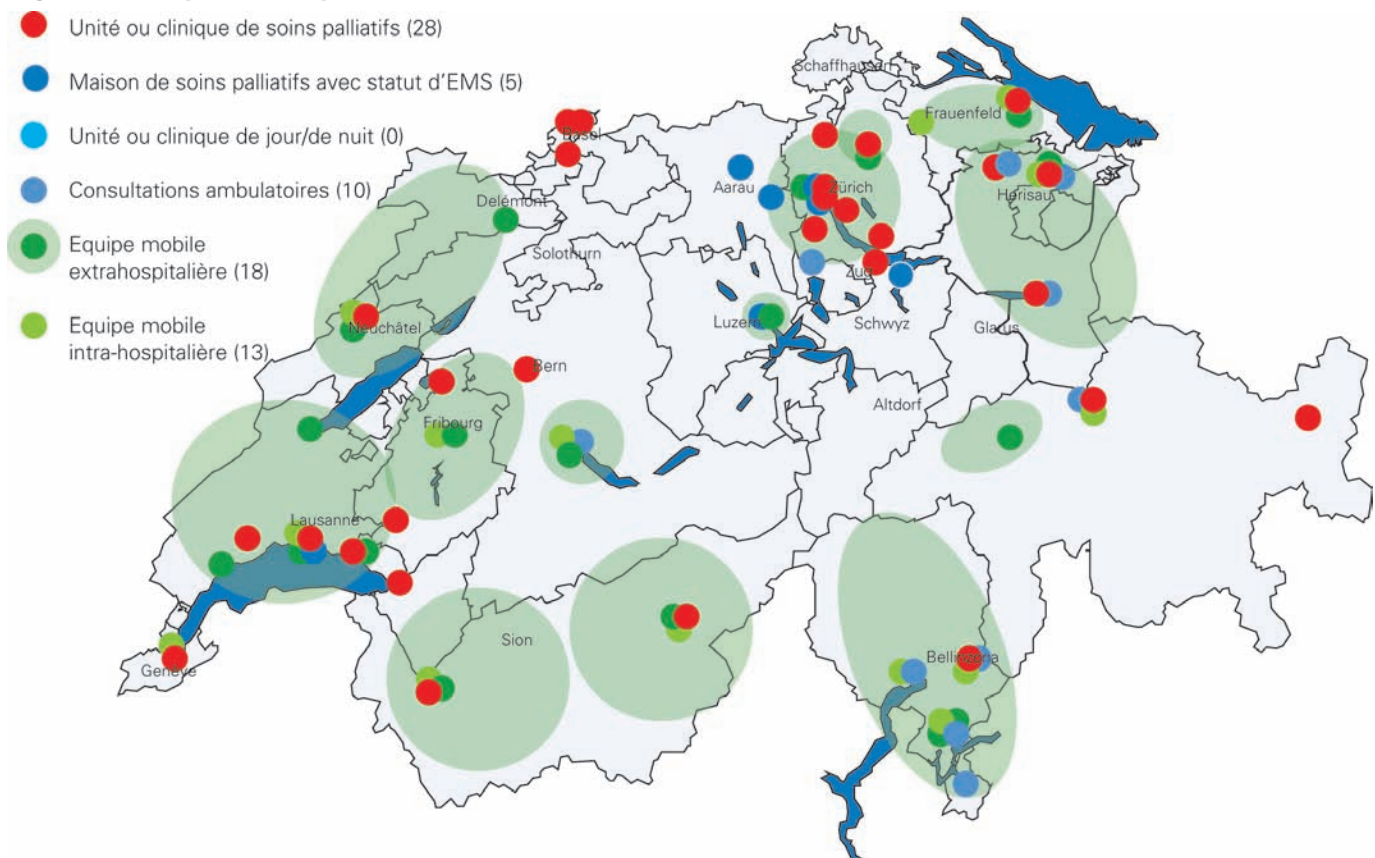 Unité ou clinique de soins palliatifs (28)
Maison de soins palliatifs avec statut d'EMS (5)
Unité ou clinique de jour/de nuit (0)
Consultations ambulatoires (10)
Equipe mobile
extrahospitalière (18)
Equipe mobile
intra-hospitalière (13)
Schaffhausen
Frauenfeld
Basel
Aarau
Zürich
Herisau
Delémont
Solothurn
Zug
Luzern
Schwyz
Glarus
Neuchâtel
Bern
Altdorf
Fribourg
Lausanne
Sion
Bellinzona
Genève